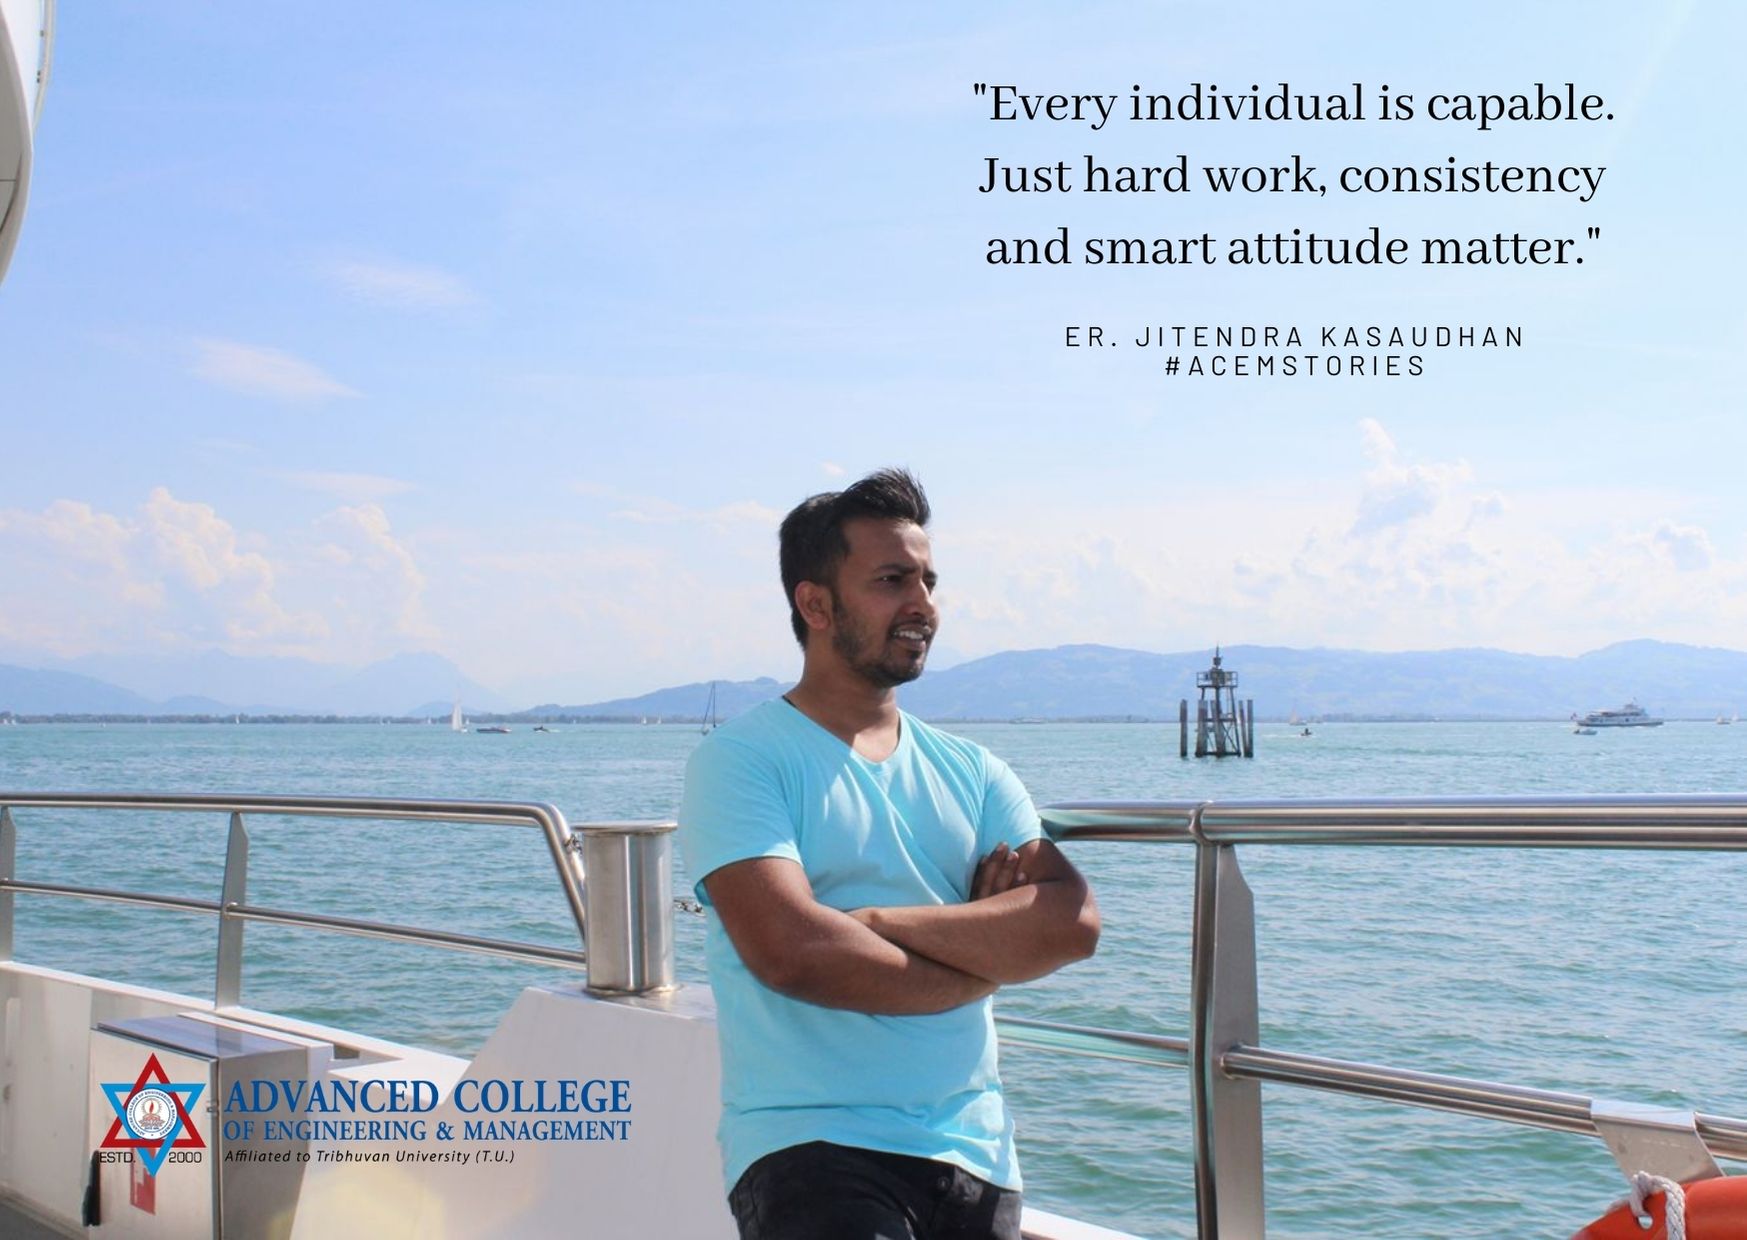 "Every individual is capable.
Just hard work, consistency
and smart attitude matter."
ER. JITENDRA KASAUDHAN
#ACEMSTORIES
ADVANCED COLLEGE
OF ENGINEERING & MANAGEMENT
Affiliated to Tribhuvan University (T.U.)
ESTD. 2000